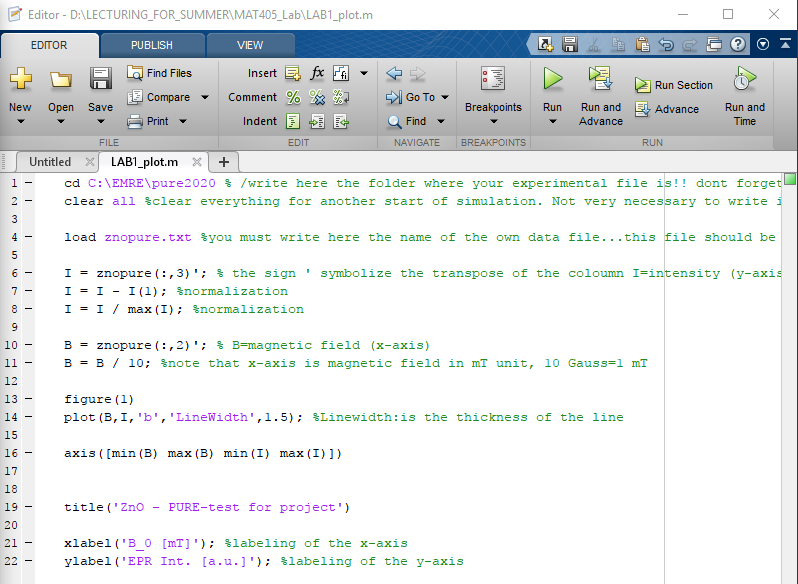 Editor - D:\LECTURING_FOR_SUMMER\MAT405_Lab\LAB1_plot.m
EDITOR PUBLISH VIEW
New Open Save Find Files Compare Print
FILE
Insert fx Comment Indent
EDIT
Go To Find
NAVIGATE
Breakpoints
BREAKPOINTS
Run Run and Advance Run Section Advance Run and Time
RUN
Untitled LAB1_plot.m
1 cd C:\EMRE\pure2020 % /write here the folder where your experimental file is!! dont forget
2 clear all %clear everything for another start of simulation. Not very necessary to write i
3
4 load znopure.txt %you must write here the name of the own data file...this file should be
5
6 I = znopure(:,3)'; % the sign ' symbolize the transpose of the coloumn I=intensity (y-axis
7 I = I - I(1); %normalization
8 I = I / max(I); %normalization
9
10 B = znopure(:,2)'; % B=magnetic field (x-axis)
11 B = B / 10; %note that x-axis is magnetic field in mT unit, 10 Gauss=1 mT
12
13 figure(1)
14 plot(B,I,'b','LineWidth',1.5); %Linewidth:is the thickness of the line
15
16 axis([min(B) max(B) min(I) max(I)])
17
18
19 title('ZnO - PURE-test for project')
20
21 xlabel('B_0 [mT]'); %labeling of the x-axis
22 ylabel('EPR Int. [a.u.]'); %labeling of the y-axis